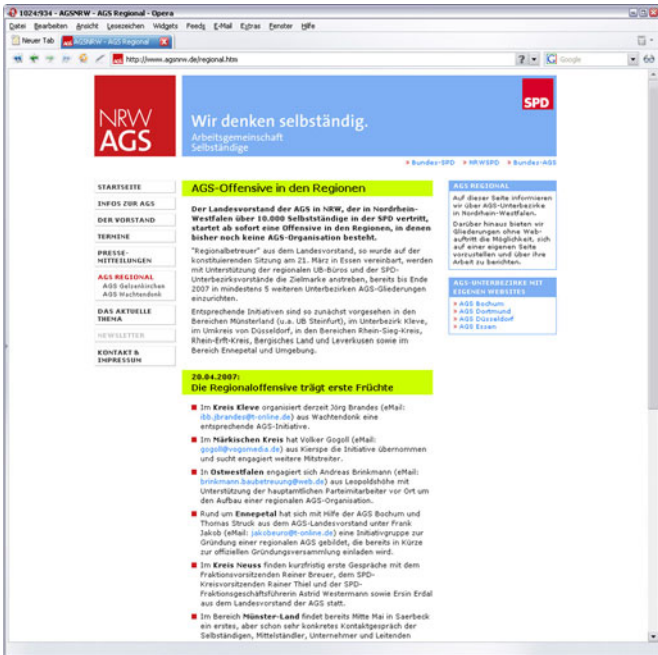 1024:934 - AGSNRW - AGS Regional - Opera
Datei Bearbeiten Ansicht Lesezeichen Widgets Feeds E-Mail Extras Fenster Hilfe
Neuer Tab AGSNRW - AGS Regional
http://www.agsnrw.de/regional.htm ? Google
NRW
AGS
SPD
Wir denken selbständig.
Arbeitsgemeinschaft
Selbständige
Bundes-SPD NRWSPD Bundes-AGS
STARTSEITE
INFOS ZUR AGS
DER VORSTAND
TERMINE
PRESSE-
MITTEILUNGEN
AGS REGIONAL
AGS Gelsenkirchen
AGS Wachtendonk
DAS AKTUELLE
THEMA
NEWSLETTER
KONTAKT &
IMPRESSUM
AGS-Offensive in den Regionen
Der Landesvorstand der AGS in NRW, der in Nordrhein-
Westfalen über 10.000 Selbstständige in der SPD vertritt,
startet ab sofort eine Offensive in den Regionen, in denen
bisher noch keine AGS-Organisation besteht.
"Regionalbetreuer" aus dem Landesvorstand, so wurde auf der
konstituierenden Sitzung am 21. März in Essen vereinbart, werden
mit Unterstützung der regionalen UB-Büros und der SPD-
Unterbezirksvorstände die Zielmarke anstreben, bereits bis Ende
2007 in mindestens 5 weiteren Unterbezirken AGS-Gliederungen
einzurichten.
Entsprechende Initiativen sind so zunächst vorgesehen in den
Bereichen Münsterland (u.a. UB Steinfurt), im Unterbezirk Kleve,
im Umkreis von Düsseldorf, in den Bereichen Rhein-Sieg-Kreis,
Rhein-Erft-Kreis, Bergisches Land und Leverkusen sowie im
Bereich Ennepetal und Umgebung.
20.04.2007:
Die Regionaloffensive trägt erste Früchte
Im Kreis Kleve organisiert derzeit Jörg Brandes (eMail:
ibb.jbrandes@t-online.de) aus Wachtendonk eine
entsprechende AGS-Initiative.
Im Märkischen Kreis hat Volker Gogoll (eMail:
gogoll@vogomedia.de) aus Kierspe die Initiative übernommen
und sucht engagiert weitere Mitstreiter.
In Ostwestfalen engagiert sich Andreas Brinkmann (eMail:
brinkmann.baubetreuung@web.de) aus Leopoldshöhe mit
Unterstützung der hauptamtlichen Parteimitarbeiter vor Ort um
den Aufbau einer regionalen AGS-Organisation.
Rund um Ennepetal hat sich mit Hilfe der AGS Bochum und
Thomas Struck aus dem AGS-Landesvorstand unter Frank
Jakob (eMail: jakobeurs@t-online.de) eine Initiativgruppe zur
Gründung einer regionalen AGS gebildet, die bereits in Kürze
zur offiziellen Gründungsversammlung einladen wird.
Im Kreis Neuss finden kurzfristig erste Gespräche mit dem
Fraktionsvorsitzenden Reiner Breuer, dem SPD-
Kreisvorsitzenden Rainer Thiel und der SPD-
Fraktionsgeschäftsführerin Astrid Westermann sowie Ersin Erdal
aus dem Landesvorstand der AGS statt.
Im Bereich Münster-Land findet bereits Mitte Mai in Saerbeck
ein erstes, aber schon sehr konkretes Kontaktgespräch der
Selbständigen, Mittelständler, Unternehmer und Leitenden
AGS REGIONAL
Auf dieser Seite informieren
wir über AGS-Unterbezirke
in Nordrhein-Westfalen.
Darüber hinaus bieten wir
Gliederungen ohne Web-
auftritt die Möglichkeit, sich
auf einer eigenen Seite
vorzustellen und über ihre
Arbeit zu berichten.
AGS-UNTERBEZIRKE MIT
EIGENEN WEBSITES
AGS Bochum
AGS Dortmund
AGS Düsseldorf
AGS Essen